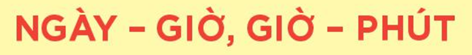 NGÀY – GIỜ, GIỜ – PHÚT